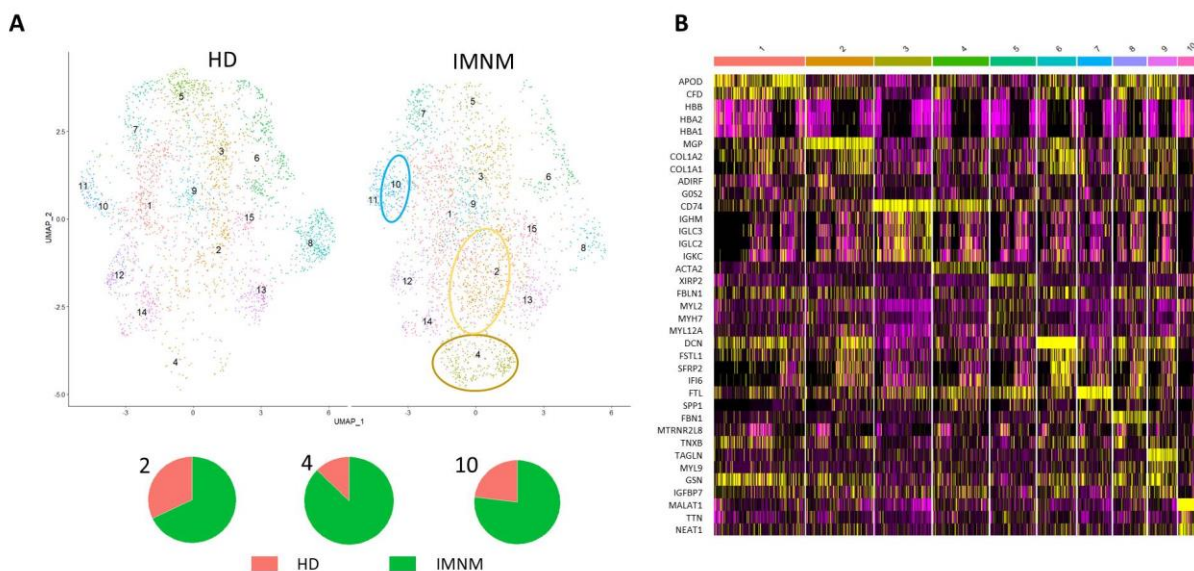 A
HD
IMNM
5
7
3
6
11
10
9
1
15
2
8
12
13
14
4
5
7
10
3
6
11
9
1
15
2
8
12
13
14
4
UMAP_2
2.5
0.0
-2.5
-5.0
-3
0
3
6
-3
0
3
6
UMAP_1
2
4
10
HD
IMNM
B
1
2
3
4
5
6
7
8
9
10
APOD
CFD
HBB
HBA2
HBA1
MGP
COL1A2
COL1A1
ADIRF
G0S2
CD74
IGHM
IGLC3
IGLC2
IGKC
ACTA2
XIRP2
FBLN1
MYL2
MYH7
MYL12A
DCN
FSTL1
SFRP2
IFI6
FTL
SPP1
FBN1
MTRNR2L8
TNXB
TAGLN
MYL9
GSN
IGFBP7
MALAT1
TTN
NEAT1